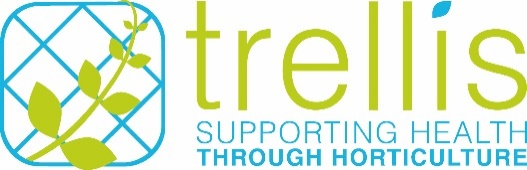 trellis
SUPPORTING HEALTH
THROUGH HORTICULTURE